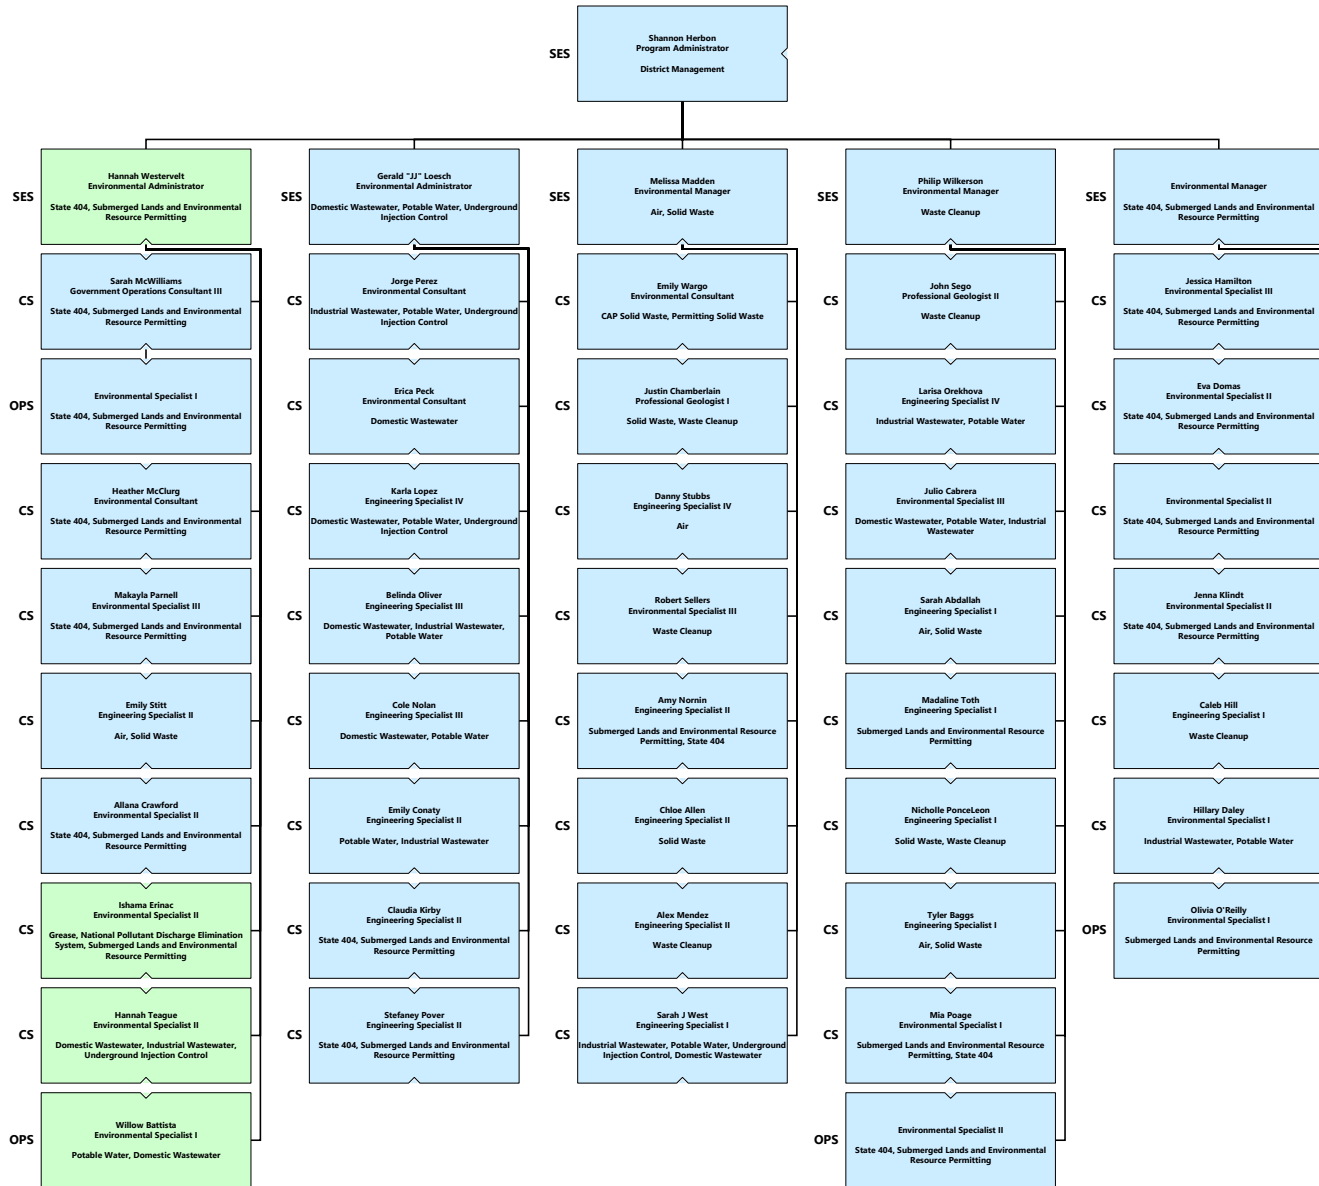 SES
Shannon Herbon
Program Administrator
District Management
SES
Hannah Westervelt
Environmental Administrator
State 404, Submerged Lands and Environmental
Resource Permitting
CS
Sarah McWilliams
Government Operations Consultant III
State 404, Submerged Lands and Environmental
Resource Permitting
OPS
Environmental Specialist I
State 404, Submerged Lands and Environmental
Resource Permitting
CS
Heather McClurg
Environmental Consultant
State 404, Submerged Lands and Environmental
Resource Permitting
CS
Makayla Parnell
Environmental Specialist III
State 404, Submerged Lands and Environmental
Resource Permitting
CS
Emily Stitt
Engineering Specialist II
Air, Solid Waste
CS
Allana Crawford
Environmental Specialist II
State 404, Submerged Lands and Environmental
Resource Permitting
CS
Ishama Erinac
Environmental Specialist II
Grease, National Pollutant Discharge Elimination
System, Submerged Lands and Environmental
Resource Permitting
CS
Hannah Teague
Environmental Specialist II
Domestic Wastewater, Industrial Wastewater,
Underground Injection Control
OPS
Willow Battista
Environmental Specialist I
Potable Water, Domestic Wastewater
SES
Gerald "JJ" Loesch
Environmental Administrator
Domestic Wastewater, Potable Water, Underground
Injection Control
CS
Jorge Perez
Environmental Consultant
Industrial Wastewater, Potable Water, Underground
Injection Control
CS
Erica Peck
Environmental Consultant
Domestic Wastewater
CS
Karla Lopez
Engineering Specialist IV
Domestic Wastewater, Potable Water, Underground
Injection Control
CS
Belinda Oliver
Engineering Specialist III
Domestic Wastewater, Industrial Wastewater,
Potable Water
CS
Cole Nolan
Engineering Specialist III
Domestic Wastewater, Potable Water
CS
Emily Conaty
Engineering Specialist II
Potable Water, Industrial Wastewater
CS
Claudia Kirby
Engineering Specialist II
State 404, Submerged Lands and Environmental
Resource Permitting
CS
Stefaney Pover
Engineering Specialist II
State 404, Submerged Lands and Environmental
Resource Permitting
SES
Melissa Madden
Environmental Manager
Air, Solid Waste
CS
Emily Wargo
Environmental Consultant
CAP Solid Waste, Permitting Solid Waste
CS
Justin Chamberlain
Professional Geologist I
Solid Waste, Waste Cleanup
CS
Danny Stubbs
Engineering Specialist IV
Air
CS
Robert Sellers
Environmental Specialist III
Waste Cleanup
CS
Amy Nornin
Engineering Specialist II
Submerged Lands and Environmental Resource
Permitting, State 404
CS
Chloe Allen
Engineering Specialist II
Solid Waste
CS
Alex Mendez
Engineering Specialist II
Waste Cleanup
CS
Sarah J West
Engineering Specialist I
Industrial Wastewater, Potable Water, Underground
Injection Control, Domestic Wastewater
SES
Philip Wilkerson
Environmental Manager
Waste Cleanup
CS
John Sego
Professional Geologist II
Waste Cleanup
CS
Larisa Orekhova
Engineering Specialist IV
Industrial Wastewater, Potable Water
CS
Julio Cabrera
Environmental Specialist III
Domestic Wastewater, Potable Water, Industrial
Wastewater
CS
Sarah Abdallah
Engineering Specialist I
Air, Solid Waste
CS
Madaline Toth
Engineering Specialist I
Submerged Lands and Environmental Resource
Permitting
CS
Nicholle PonceLeon
Engineering Specialist I
Solid Waste, Waste Cleanup
CS
Tyler Baggs
Engineering Specialist I
Air, Solid Waste
CS
Mia Poage
Environmental Specialist I
Submerged Lands and Environmental Resource
Permitting, State 404
OPS
Environmental Specialist II
State 404, Submerged Lands and Environmental
Resource Permitting
SES
Environmental Manager
State 404, Submerged Lands and Environmental
Resource Permitting
CS
Jessica Hamilton
Environmental Specialist III
State 404, Submerged Lands and Environmental
Resource Permitting
CS
Eva Domas
Environmental Specialist II
State 404, Submerged Lands and Environmental
Resource Permitting
CS
Environmental Specialist II
State 404, Submerged Lands and Environmental
Resource Permitting
CS
Jenna Klindt
Environmental Specialist II
State 404, Submerged Lands and Environmental
Resource Permitting
CS
Caleb Hill
Engineering Specialist I
Waste Cleanup
CS
Hillary Daley
Environmental Specialist I
Industrial Wastewater, Potable Water
OPS
Olivia O'Reilly
Environmental Specialist I
Submerged Lands and Environmental Resource
Permitting